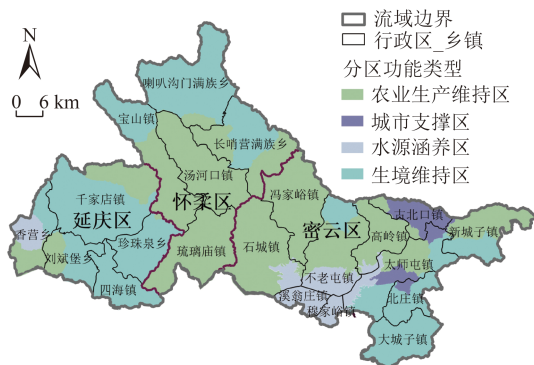 N
0 6 km
流域边界
行政区_乡镇
分区功能类型
农业生产维持区
城市支撑区
水源涵养区
生境维持区
喇叭沟门满族乡
宝山镇
长哨营满族乡
汤河口镇
怀柔区
千家店镇
延庆区
香营乡
刘斌堡乡
珍珠泉乡
四海镇
琉璃庙镇
冯家峪镇
石城镇
密云区
古北口镇
高岭镇
新城子镇
太师屯镇
不老屯镇
溪翁庄镇
穆家峪镇
北庄镇
大城子镇